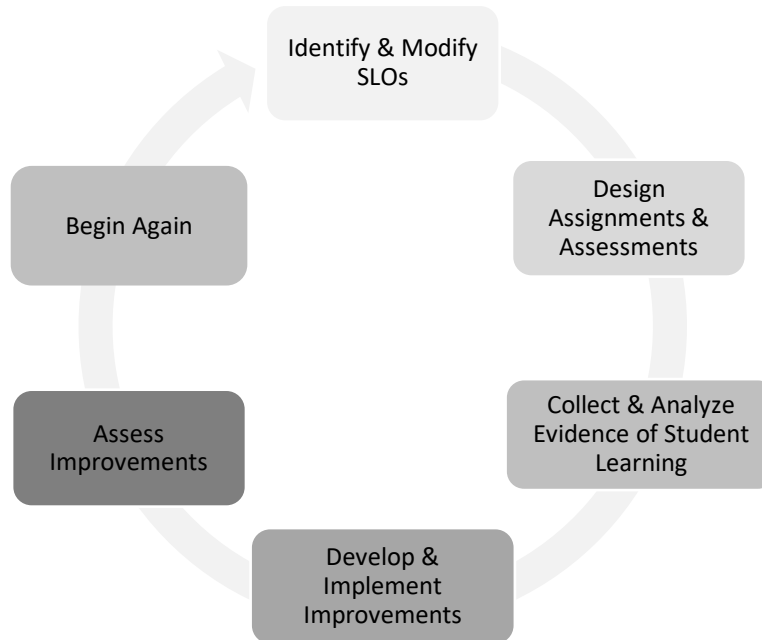 Identify & Modify
SLOs
Design
Assignments &
Assessments
Collect & Analyze
Evidence of Student
Learning
Develop &
Implement
Improvements
Assess
Improvements
Begin Again